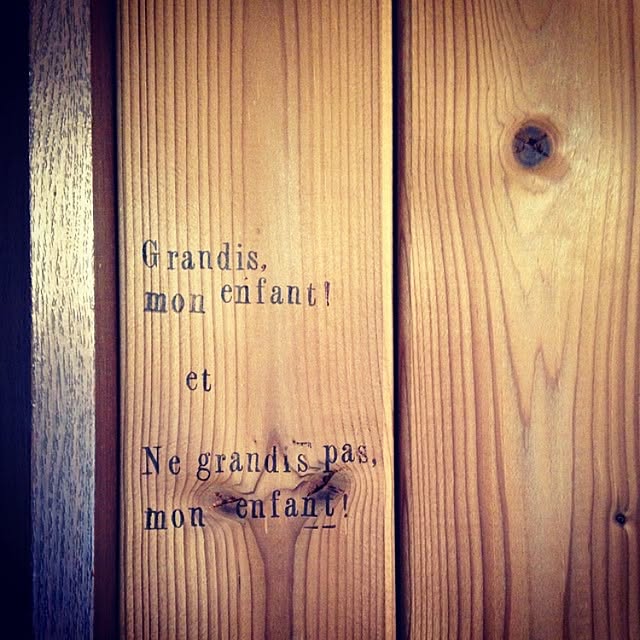 Grandis,
mon enfant!
et
Ne grandis pas,
mon enfant!